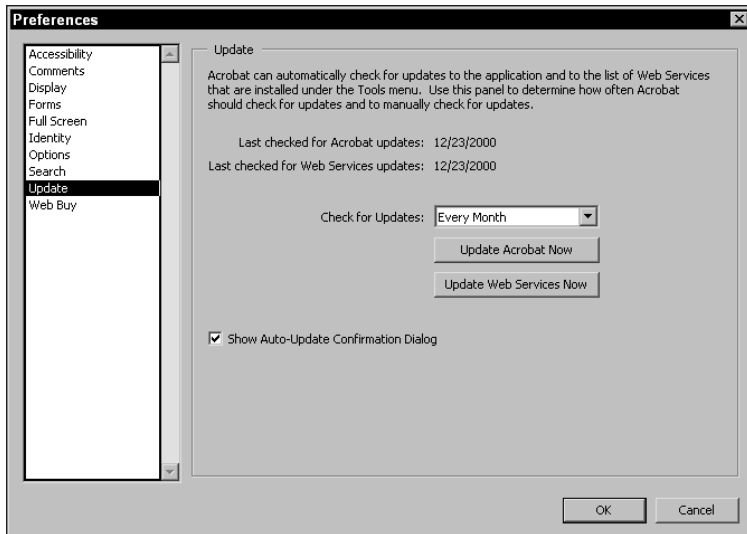 Preferences
Accessibility
Comments
Display
Forms
Full Screen
Identity
Options
Search
Update
Web Buy
Update
Acrobat can automatically check for updates to the application and to the list of Web Services
that are installed under the Tools menu. Use this panel to determine how often Acrobat
should check for updates and to manually check for updates.
Last checked for Acrobat updates: 12/23/2000
Last checked for Web Services updates: 12/23/2000
Check for Updates: Every Month
Update Acrobat Now
Update Web Services Now
Show Auto-Update Confirmation Dialog
OK Cancel